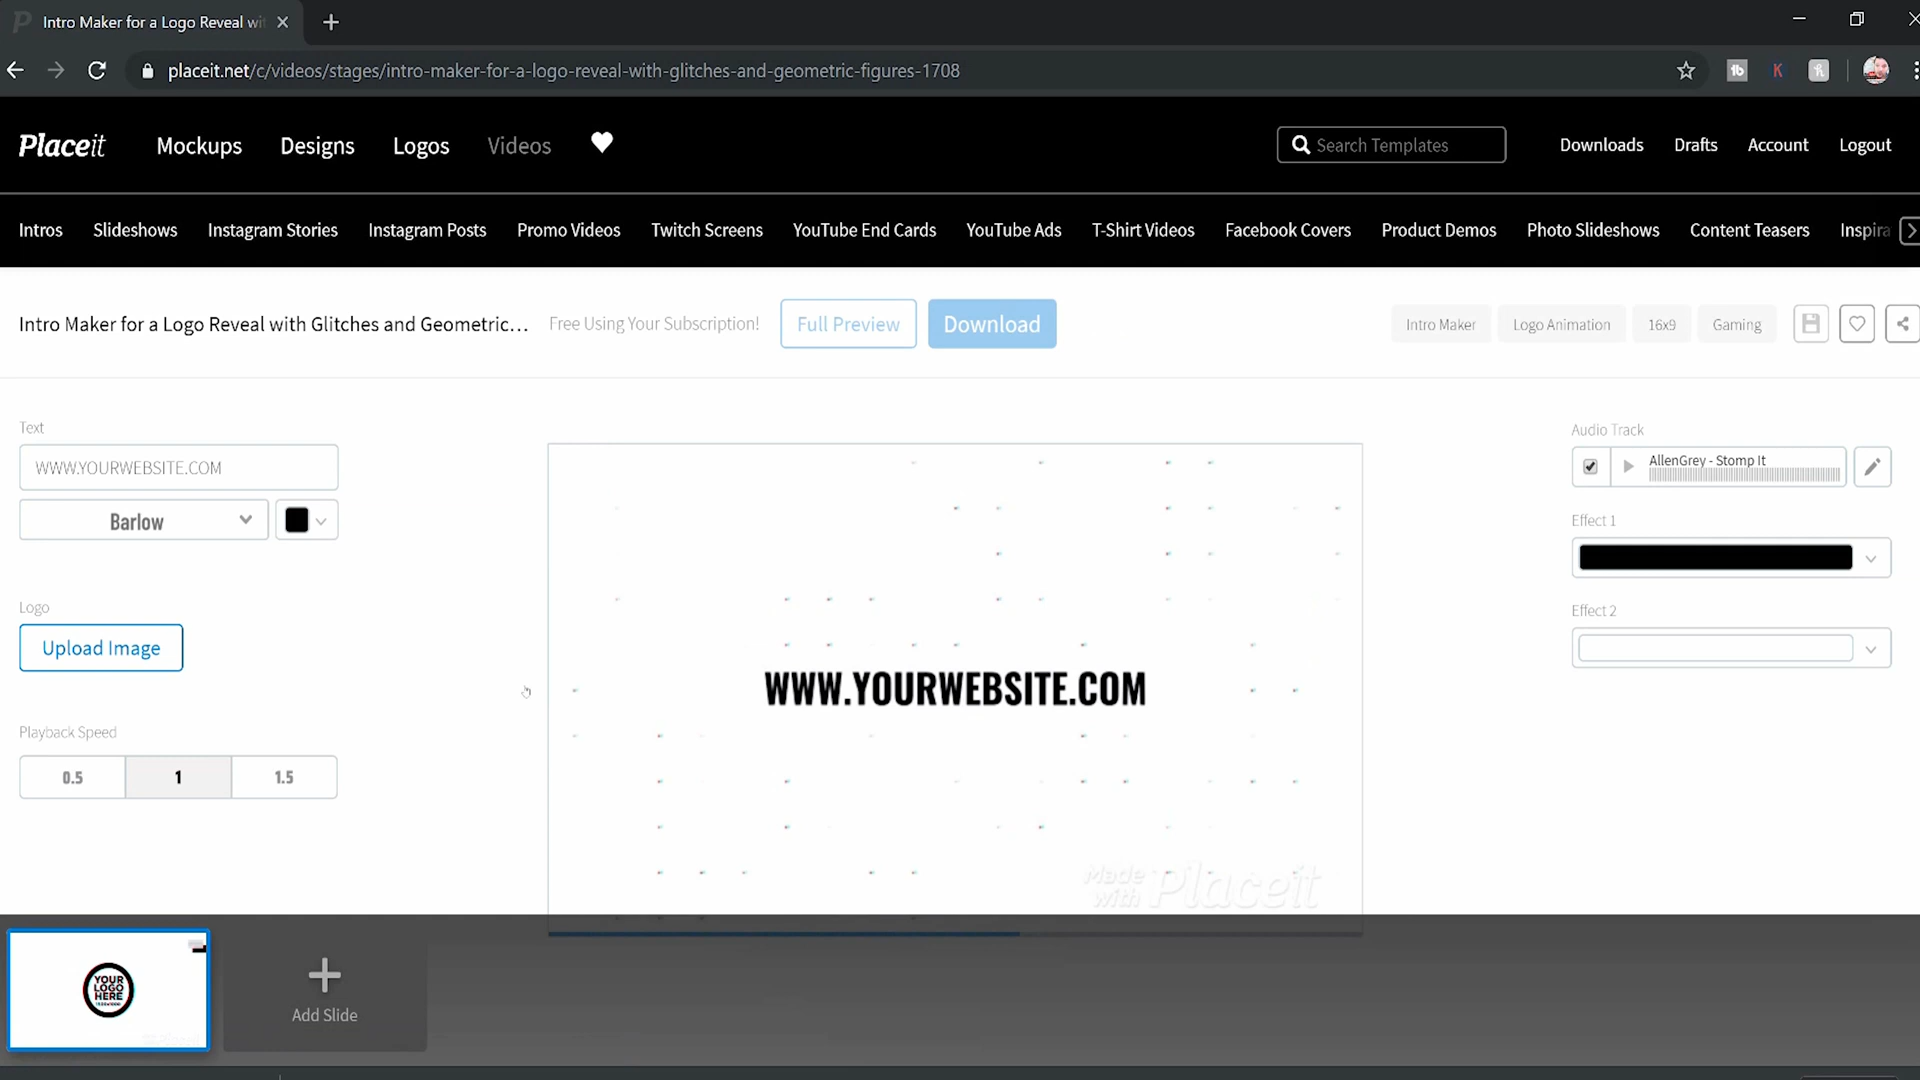 Intro Maker for a Logo Reveal wi
placeit.net/c/videos/stages/intro-maker-for-a-logo-reveal-with-glitches-and-geometric-figures-1708
Placeit Mockups Designs Logos Videos Search Templates Downloads Drafts Account Logout
Intros Slideshows Instagram Stories Instagram Posts Promo Videos Twitch Screens YouTube End Cards YouTube Ads T-Shirt Videos Facebook Covers Product Demos Photo Slideshows Content Teasers Inspira
Intro Maker for a Logo Reveal with Glitches and Geometric... Free Using Your Subscription! Full Preview Download Intro Maker Logo Animation 16x9 Gaming
Text
WWW.YOURWEBSITE.COM
Barlow
Logo
Upload Image
Playback Speed
0.5 1 1.5
WWW.YOURWEBSITE.COM
Made
with Placeit
Audio Track
AllenGrey - Stomp It
Effect 1
Effect 2
YOUR
LOGO
HERE
Add Slide